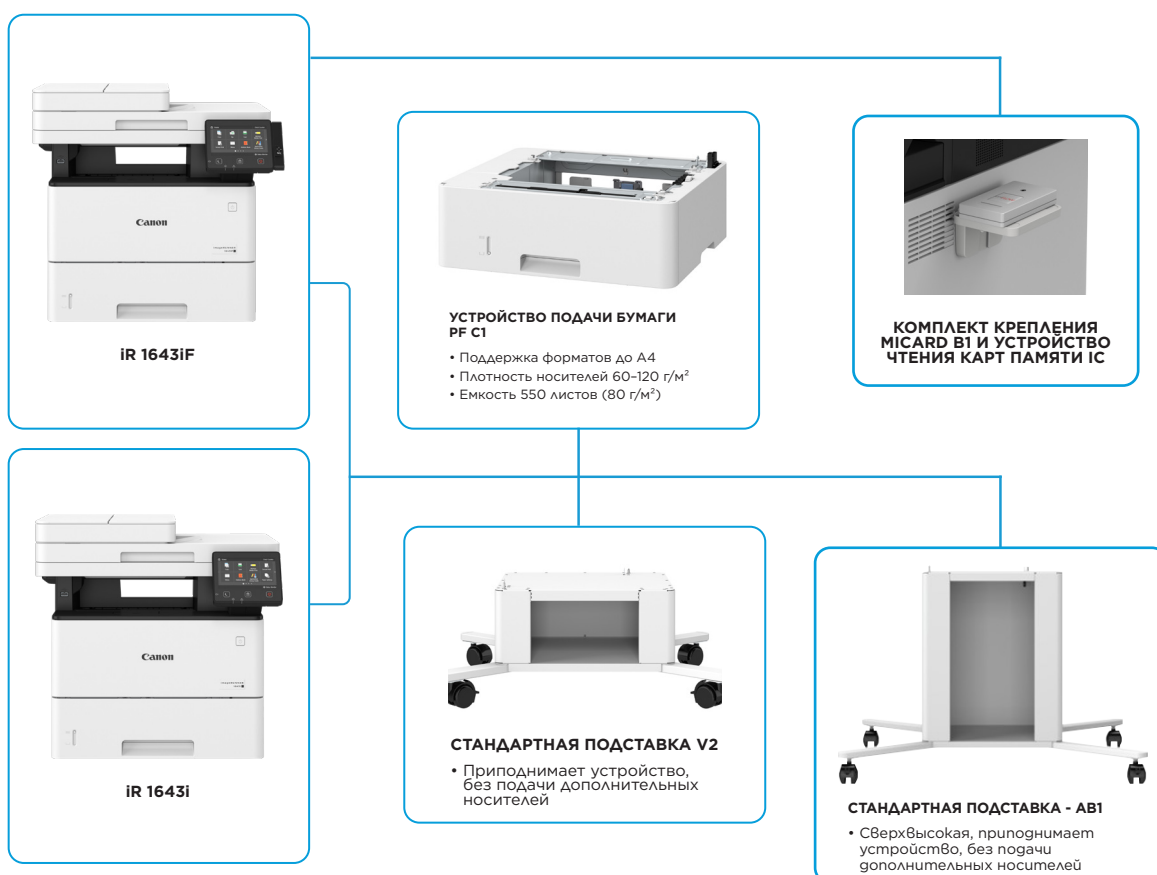 Canon
iR 1643iF
УСТРОЙСТВО ПОДАЧИ БУМАГИ
PF C1
• Поддержка форматов до A4
• Плотность носителей 60–120 г/м²
• Емкость 550 листов (80 г/м²)
КОМПЛЕКТ КРЕПЛЕНИЯ
MICARD B1 И УСТРОЙСТВО
ЧТЕНИЯ КАРТ ПАМЯТИ IC
Canon
iR 1643i
СТАНДАРТНАЯ ПОДСТАВКА V2
• Приподнимает устройство,
без подачи дополнительных
носителей
СТАНДАРТНАЯ ПОДСТАВКА - AB1
• Сверхвысокая, приподнимает
устройство, без подачи
дополнительных носителей